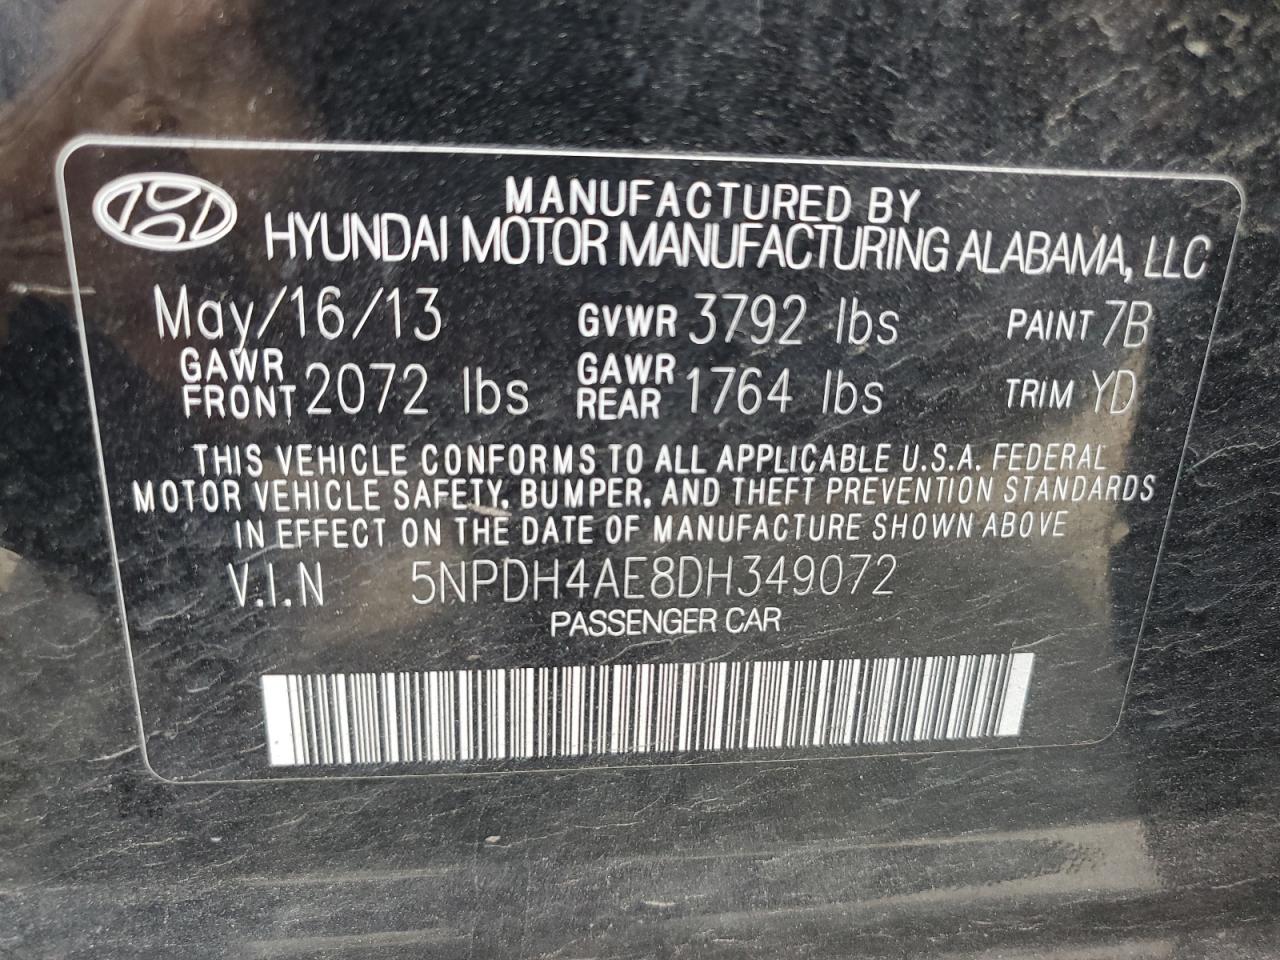 MANUFACTURED BY
HYUNDAI MOTOR MANUFACTURING ALABAMA, LLC
May/16/13 GVWR 3792 lbs PAINT 7B
GAWR FRONT 2072 lbs GAWR REAR 1764 lbs TRIM YD
THIS VEHICLE CONFORMS TO ALL APPLICABLE U.S.A. FEDERAL
MOTOR VEHICLE SAFETY, BUMPER, AND THEFT PREVENTION STANDARDS
IN EFFECT ON THE DATE OF MANUFACTURE SHOWN ABOVE
V.I.N 5NPDH4AE8DH349072
PASSENGER CAR